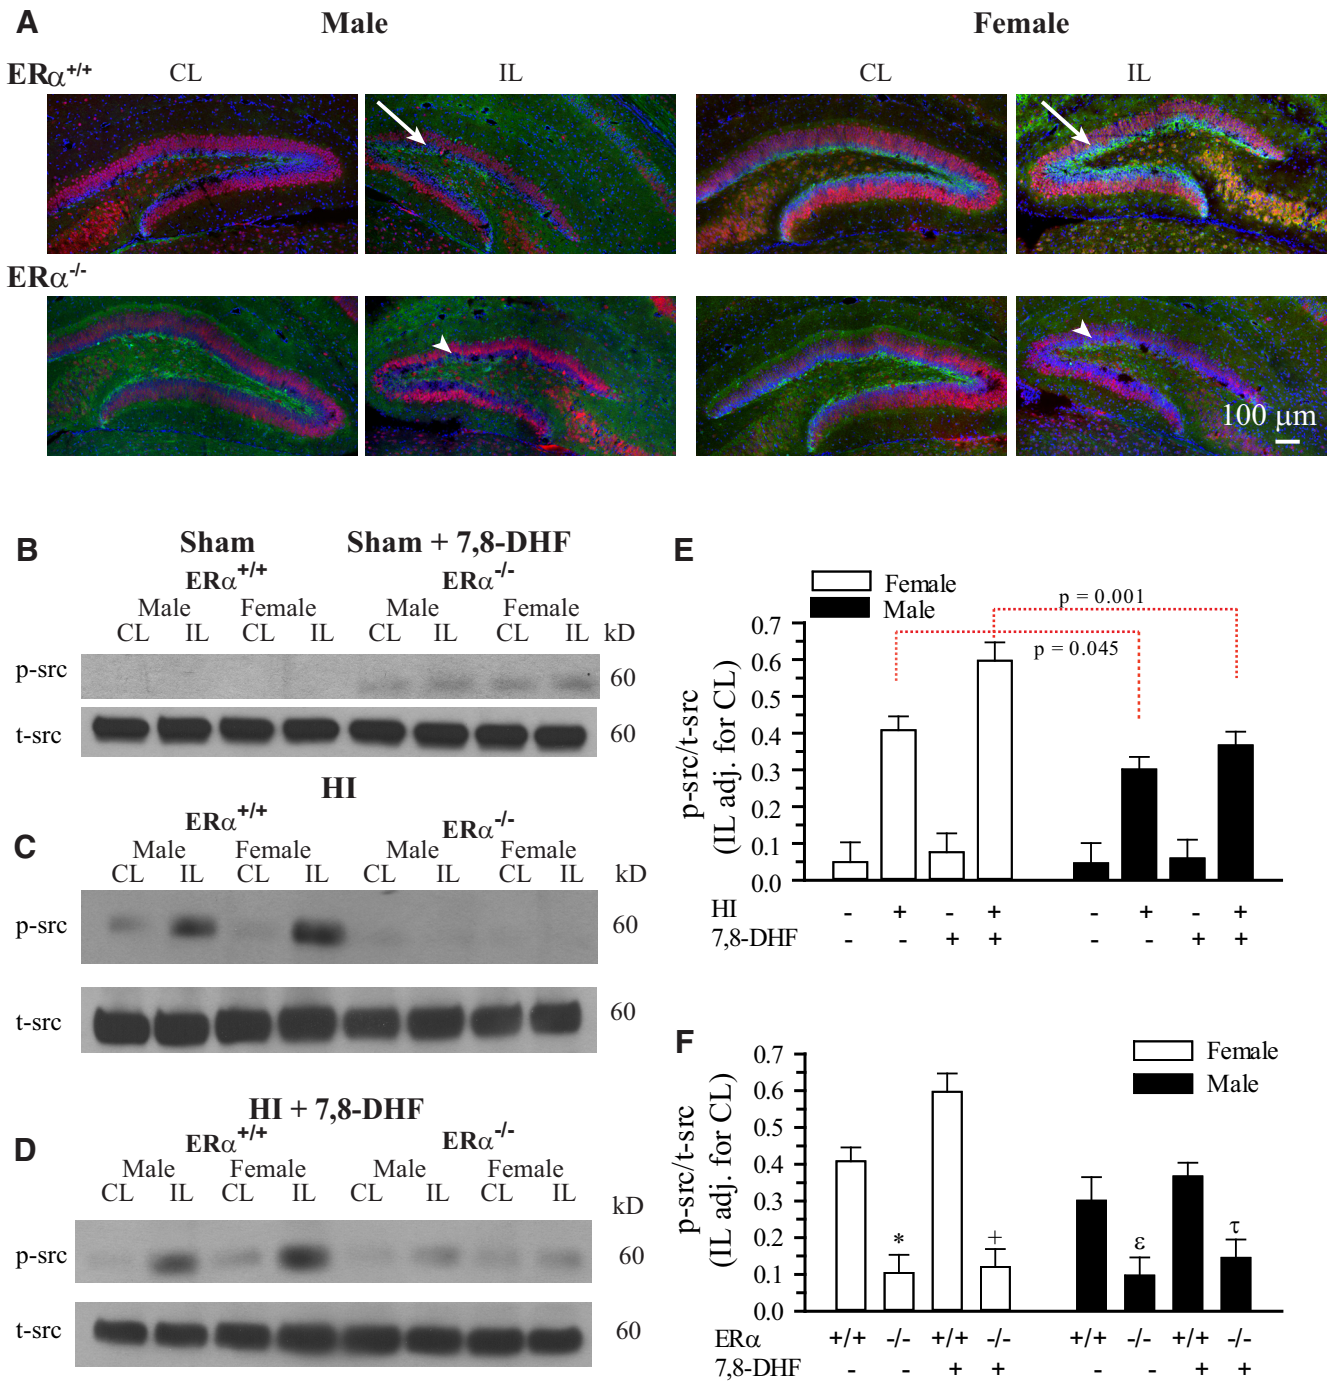 A
Male
Female
ERα+/+
CL
IL
CL
IL
ERα-/-
100 μm
B
Sham
Sham + 7,8-DHF
ERα+/+
ERα-/-
Male
Female
Male
Female
CL
IL
CL
IL
CL
IL
CL
IL
kD
p-src
60
t-src
60
HI
C
ERα+/+
ERα-/-
Male
Female
Male
Female
CL
IL
CL
IL
CL
IL
CL
IL
kD
p-src
60
t-src
60
HI + 7,8-DHF
D
ERα+/+
ERα-/-
Male
Female
Male
Female
CL
IL
CL
IL
CL
IL
CL
IL
kD
p-src
60
t-src
60
E
Female
Male
p = 0.001
p = 0.045
p-src/t-src
(IL adj. for CL)
0.7
0.6
0.5
0.4
0.3
0.2
0.1
0.0
HI - + - + - + - +
7,8-DHF - - + + - - + +
F
Female
Male
p-src/t-src
(IL adj. for CL)
0.7
0.6
0.5
0.4
0.3
0.2
0.1
0.0
* + ε τ
ERα +/+ -/- +/+ -/- +/+ -/- +/+ -/-
7,8-DHF - - + + - - + +